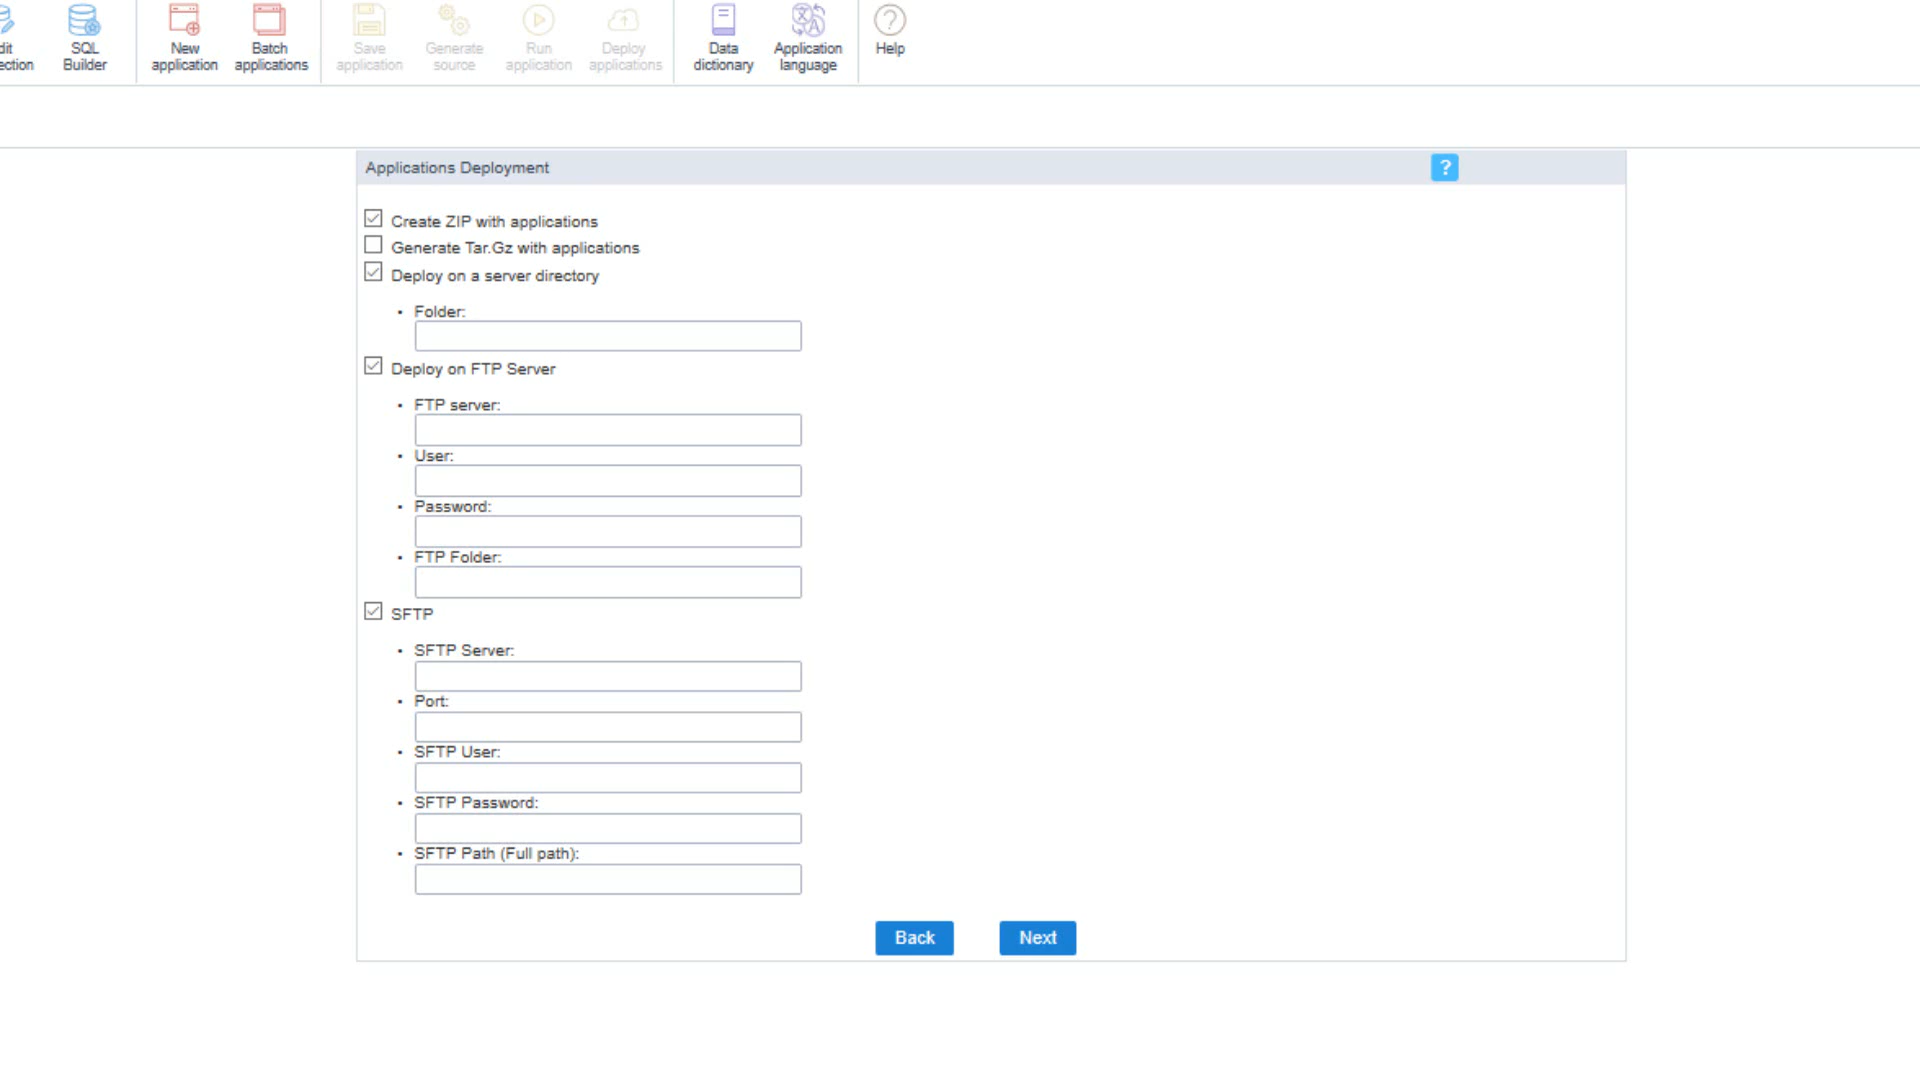 dit
ection
SQL
Builder
New
application
Batch
applications
Save
application
Generate
source
Run
application
Deploy
applications
Data
dictionary
Application
language
Help
Applications Deployment
?
Create ZIP with applications
Generate Tar.Gz with applications
Deploy on a server directory
• Folder:
Deploy on FTP Server
• FTP server:
• User:
• Password:
• FTP Folder:
SFTP
• SFTP Server:
• Port:
• SFTP User:
• SFTP Password:
• SFTP Path (Full path):
Back
Next